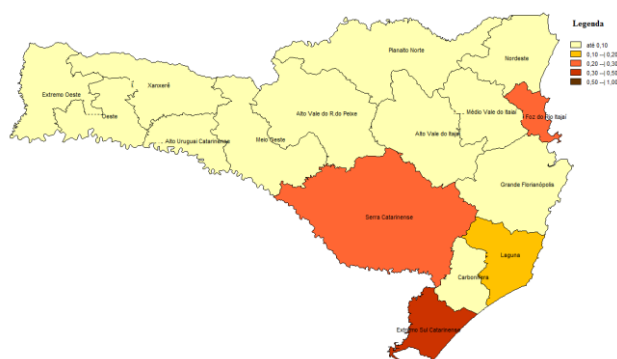 Legenda
até 0,10
0,10 --| 0,20
0,20 --| 0,30
0,30 --| 0,50
0,50 --| 1,00
Planalto Norte
Nordeste
Extremo Oeste
Xanxerê
Oeste
Alto Uruguai Catarinense
Meio Oeste
Alto Vale do R.do Peixe
Alto Vale do Itajaí
Médio Vale do Itajaí
Foz do Rio Itajaí
Grande Florianópolis
Serra Catarinense
Laguna
Carbonífera
Extremo Sul Catarinense